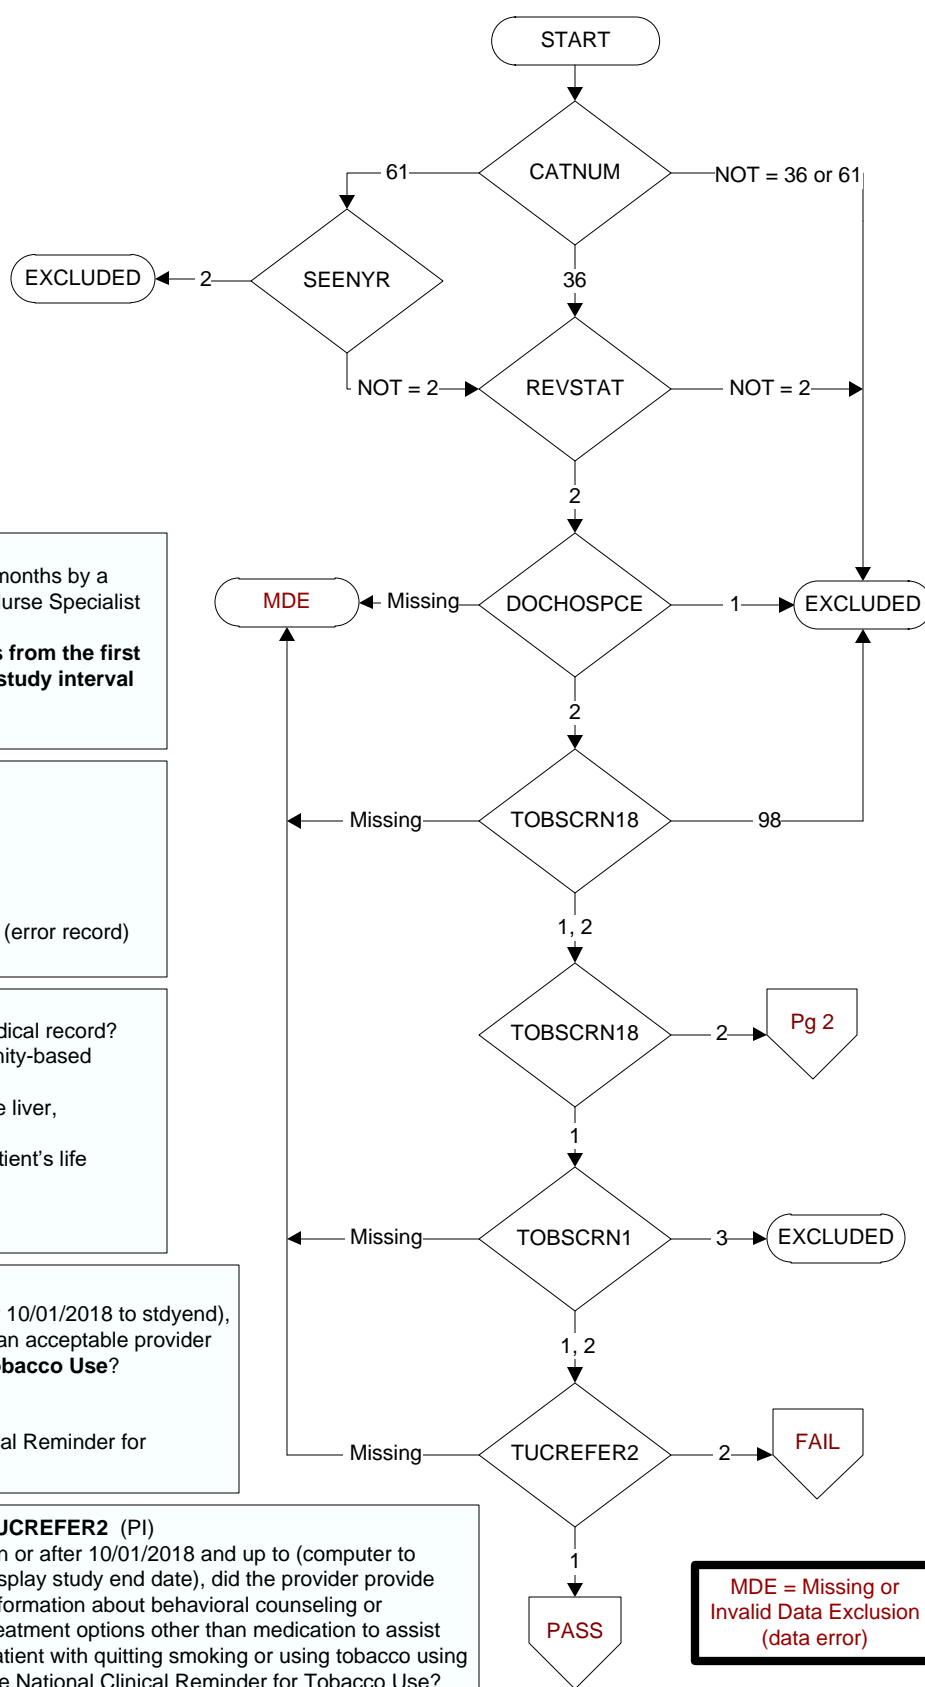 START
CATNUM
61
NOT = 36 or 61
SEENYR
EXCLUDED
2
36
NOT = 2
REVSTAT
NOT = 2
2
months by a
Nurse Specialist
s from the first
study interval
MDE
Missing
DOCHOSPCE
1
EXCLUDED
2
Missing
TOBSCRN18
98
(error record)
1, 2
dical record?
nity-based
e liver,
tient's life
TOBSCRN18
2
Pg 2
1
Missing
TOBSCRN1
3
EXCLUDED
10/01/2018 to stdyend),
an acceptable provider
obacco Use?
al Reminder for
1, 2
Missing
TUCREFER2
2
FAIL
UCREFER2 (PI)
n or after 10/01/2018 and up to (computer to
splay study end date), did the provider provide
formation about behavioral counseling or
eatment options other than medication to assist
atient with quitting smoking or using tobacco using
e National Clinical Reminder for Tobacco Use?
1
PASS
MDE = Missing or
Invalid Data Exclusion
(data error)